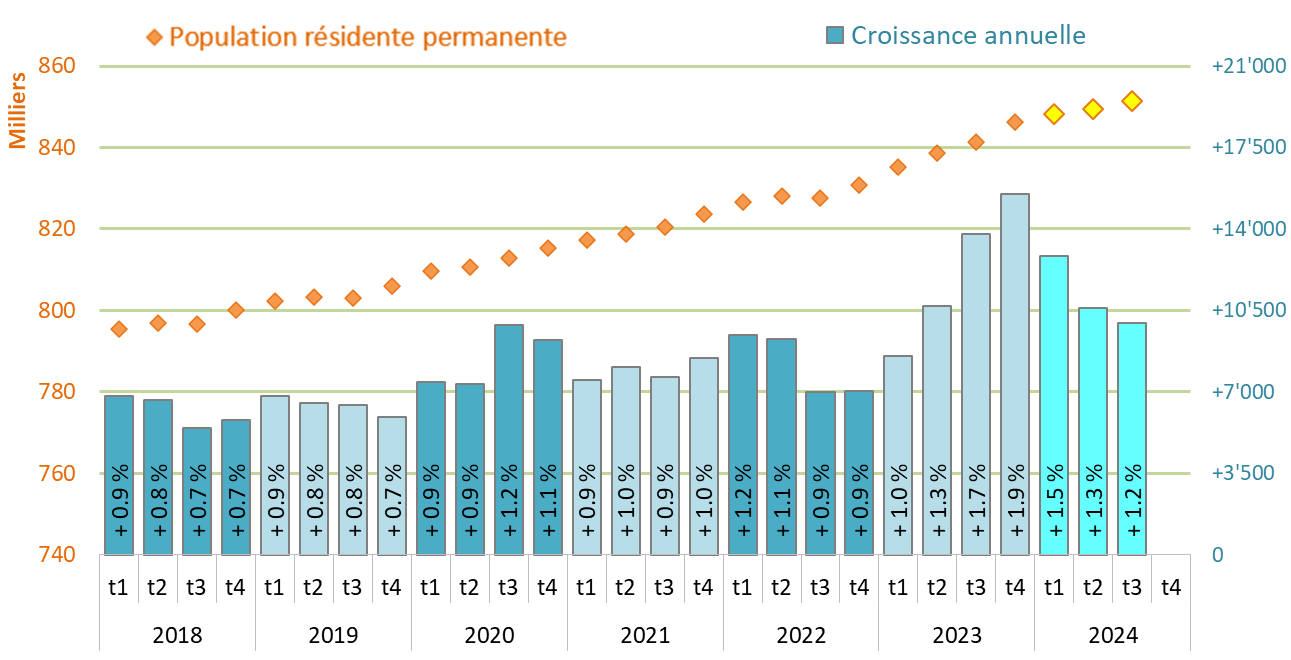 Population résidente permanente
Croissance annuelle
Milliers
860
840
820
800
780
760
740
+21'000
+17'500
+14'000
+10'500
+7'000
+3'500
0
+ 0.9 %
+ 0.8 %
+ 0.7 %
+ 0.7 %
+ 0.9 %
+ 0.8 %
+ 0.8 %
+ 0.7 %
+ 0.9 %
+ 0.9 %
+ 1.2 %
+ 1.1 %
+ 0.9 %
+ 1.0 %
+ 0.9 %
+ 1.0 %
+ 1.2 %
+ 1.1 %
+ 0.9 %
+ 0.9 %
+ 1.0 %
+ 1.3 %
+ 1.7 %
+ 1.9 %
+ 1.5 %
+ 1.3 %
+ 1.2 %
t1 t2 t3 t4 t1 t2 t3 t4 t1 t2 t3 t4 t1 t2 t3 t4 t1 t2 t3 t4 t1 t2 t3 t4 t1 t2 t3 t4
2018 2019 2020 2021 2022 2023 2024